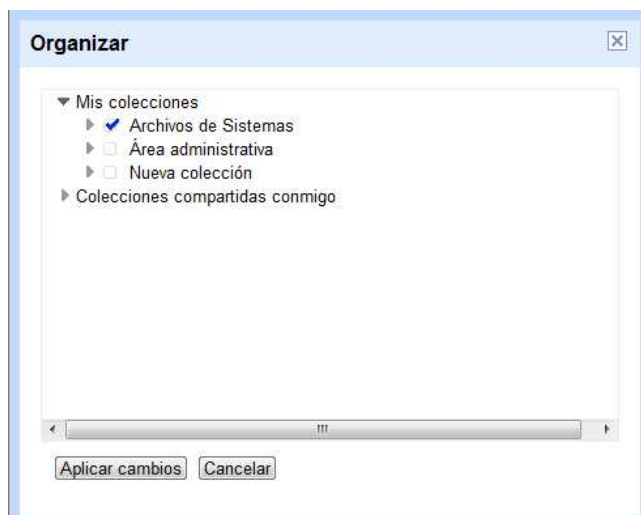 Organizar
Mis colecciones
Archivos de Sistemas
Área administrativa
Nueva colección
Colecciones compartidas conmigo
Aplicar cambios Cancelar